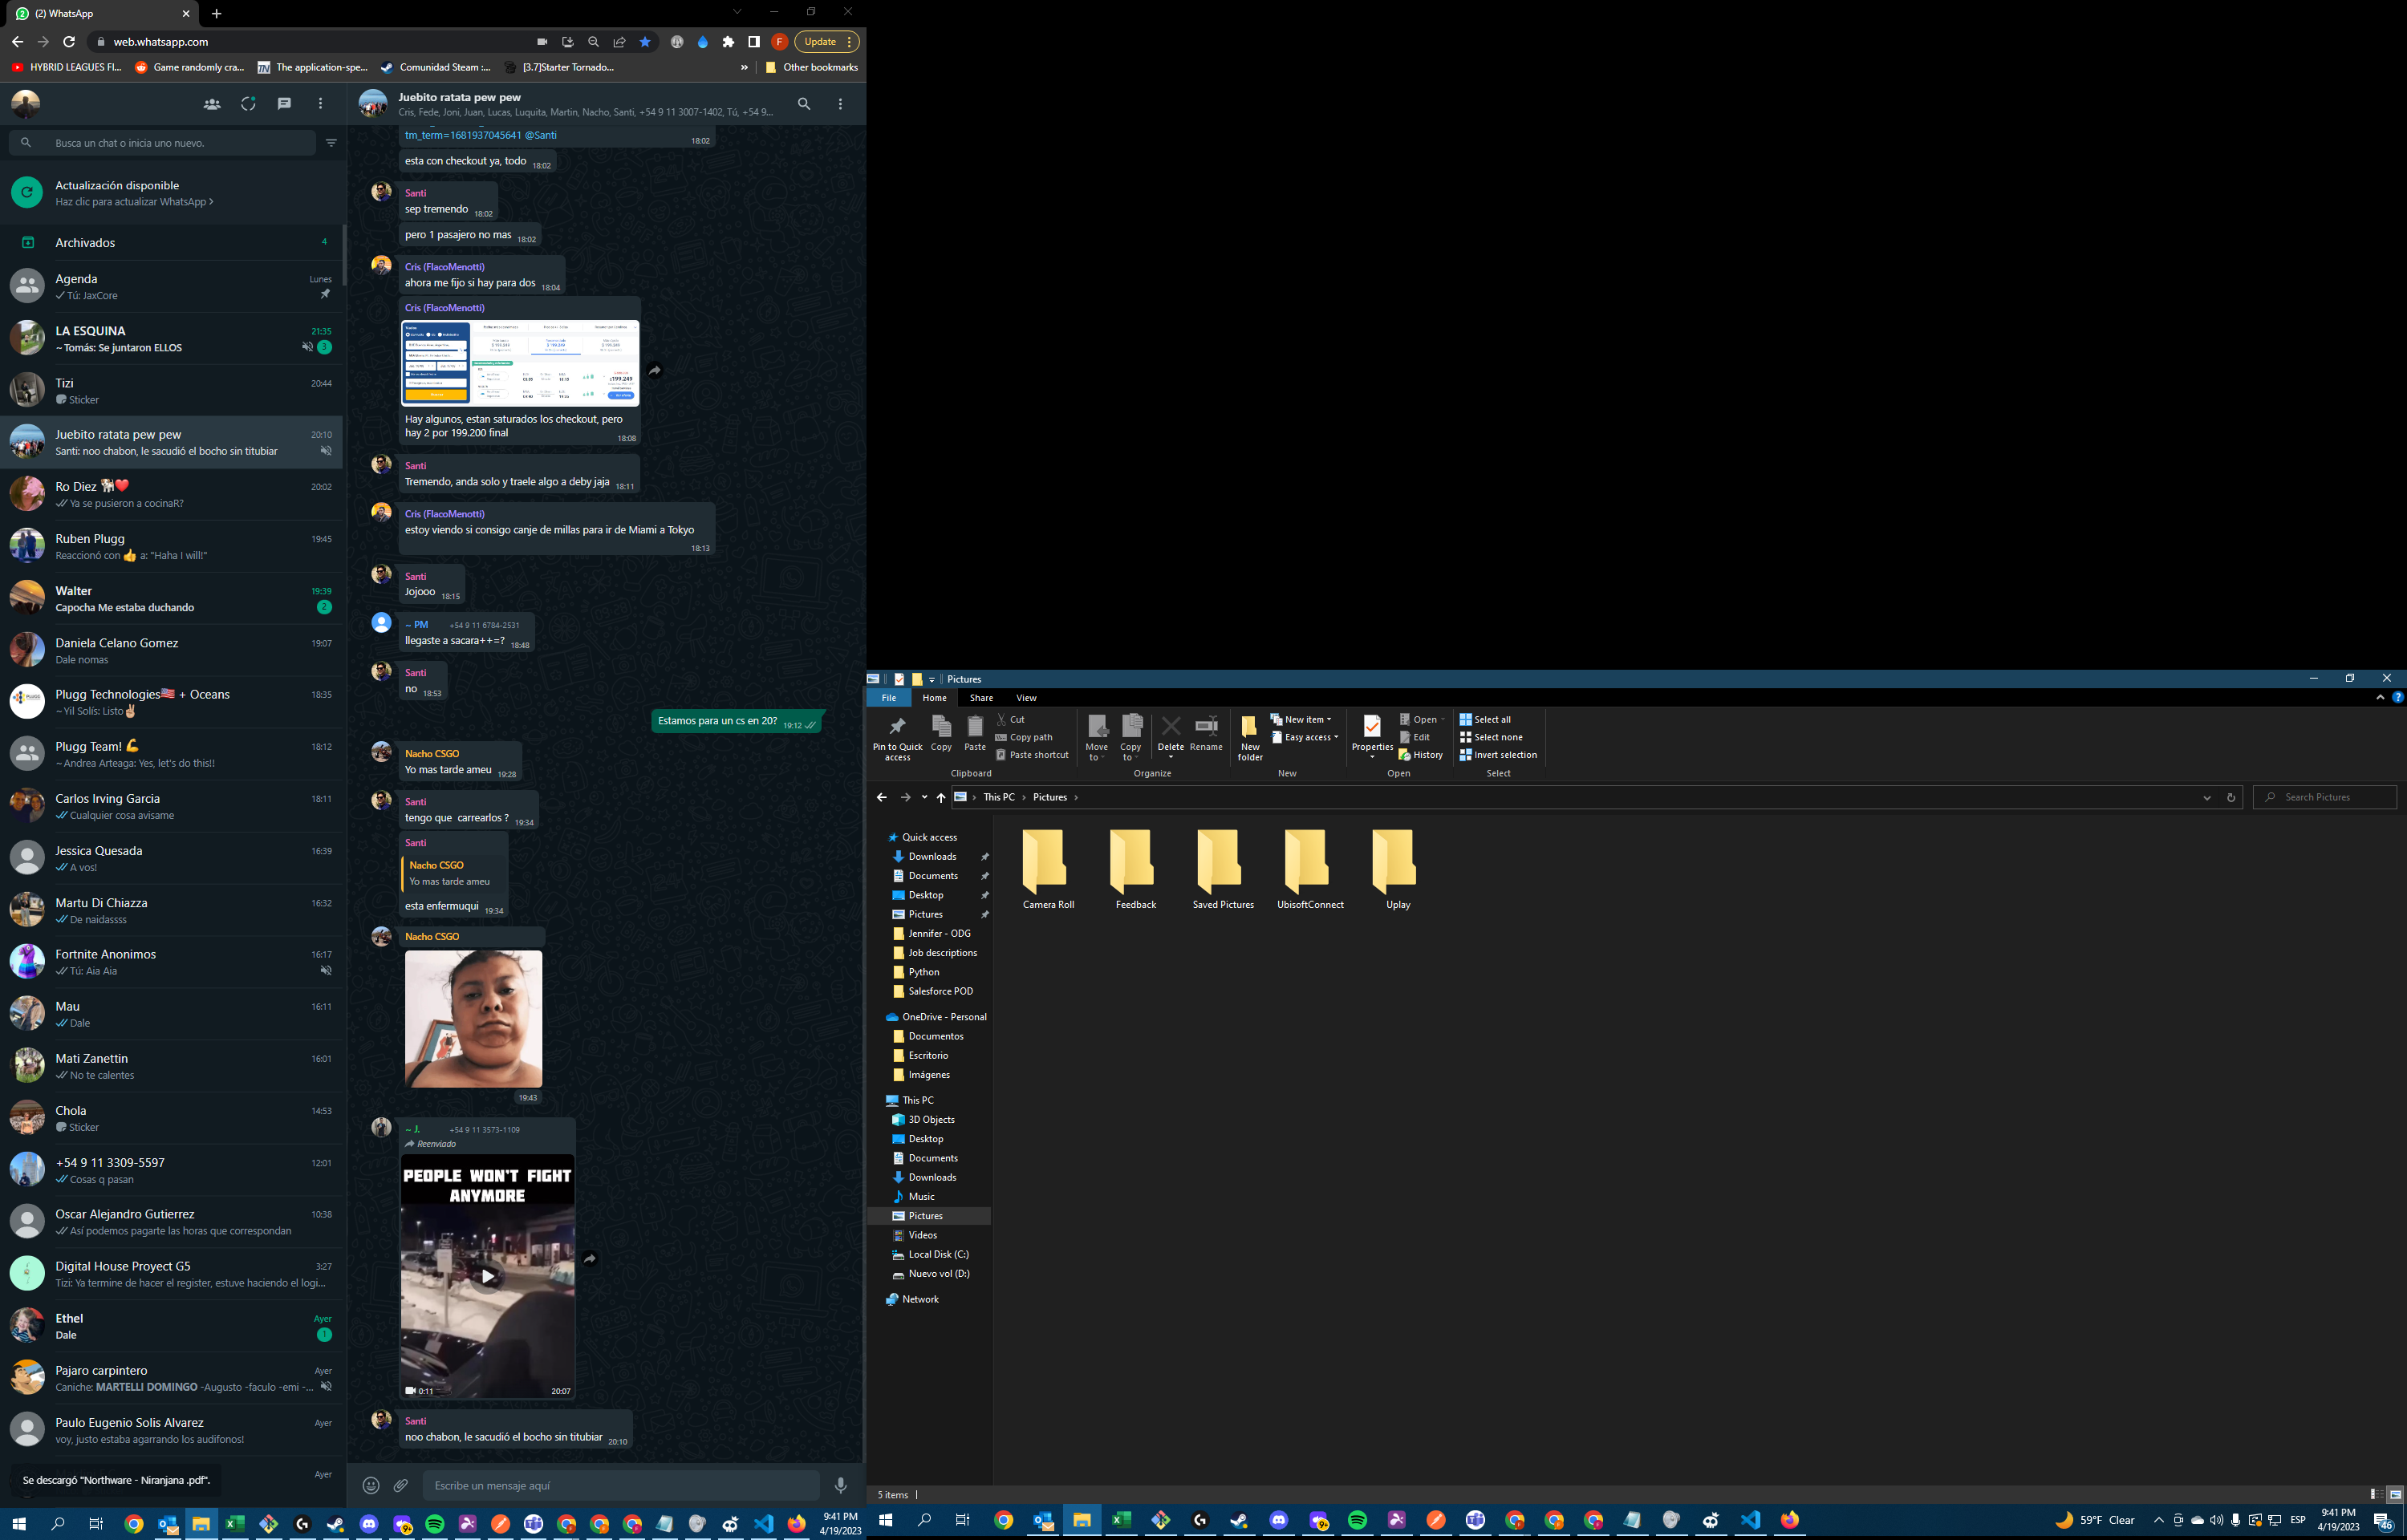 (2) WhatsApp
web.whatsapp.com
Update
HYBRID LEAGUES FI...
Game randomly cra...
The application-spe...
Comunidad Steam :...
[3.7]Starter Tornado...
»
Other bookmarks
Busca un chat o inicia uno nuevo.
Actualización disponible
Haz clic para actualizar WhatsApp >
Archivados
4
Agenda
Lunes
Tú: JaxCore
LA ESQUINA
21:35
~Tomás: Se juntaron ELLOS
3
Tizi
20:44
Sticker
Juebito ratata pew pew
20:10
Santi: noo chabon, le sacudió el bocho sin titubiar
Ro Diez 🐄❤️
20:02
Ya se pusieron a cocinaR?
Ruben Plugg
19:45
Reaccionó con 👍 a: "Haha I will!"
Walter
19:39
Capocha Me estaba duchando
2
Daniela Celano Gomez
19:07
Dale nomas
Plugg Technologies🇺🇸 + Oceans
18:35
~Yil Solís: Listo✌🏼
Plugg Team! 💪
18:12
~Andrea Arteaga: Yes, let's do this!!
Carlos Irving Garcia
18:11
Cualquier cosa avisame
Jessica Quesada
16:39
A vos!
Martu Di Chiazza
16:32
De naidassss
Fortnite Anonimos
16:17
Tú: Aia Aia
Mau
16:11
Dale
Mati Zanettin
16:01
No te calentes
Chola
14:53
Sticker
+54 9 11 3309-5597
12:01
Cosas q pasan
Oscar Alejandro Gutierrez
10:38
Así podemos pagarte las horas que correspondan
Digital House Proyect G5
3:27
Tizi: Ya termine de hacer el register, estuve haciendo el logi...
Ethel
Ayer
Dale
1
Pajaro carpintero
Ayer
Caniche: MARTELLI DOMINGO -Augusto -faculo -emi -...
Paulo Eugenio Solis Alvarez
Ayer
voy, justo estaba agarrando los audifonos!
Ayer
Se descargó "Northware - Niranjana .pdf".
Juebito ratata pew pew
Cris, Fede, Joni, Juan, Lucas, Luquita, Martin, Nacho, Santi, +54 9 11 3007-1402, Tú, +54 9...
tm_term=1681937045641 @Santi
18:02
esta con checkout ya, todo 18:02
Santi
sep tremendo 18:02
pero 1 pasajero no mas 18:02
Cris (FlacoMenotti)
ahora me fijo si hay para dos 18:04
Cris (FlacoMenotti)
Hay algunos, estan saturados los checkout, pero
hay 2 por 199.200 final
18:08
Santi
Tremendo, anda solo y traele algo a deby jaja 18:11
Cris (FlacoMenotti)
estoy viendo si consigo canje de millas para ir de Miami a Tokyo
18:13
Santi
Jojooo 18:15
~ PM +54 9 11 6784-2531
llegaste a sacara++=? 18:48
Santi
no 18:53
Estamos para un cs en 20? 19:12
Nacho CSGO
Yo mas tarde ameu 19:28
Santi
tengo que carrearlos ? 19:34
Santi
Nacho CSGO
Yo mas tarde ameu
esta enfermuqui 19:34
Nacho CSGO
19:43
~ J. +54 9 11 3573-1109
Reenviado
PEOPLE WON'T FIGHT
ANYMORE
0:11
20:07
Santi
noo chabon, le sacudió el bocho sin titubiar 20:10
Escribe un mensaje aquí
9:41 PM
4/19/2023
Pictures
File Home Share View
Pin to Quick
access
Copy
Paste
Cut
Copy path
Paste shortcut
Clipboard
Move
to
Copy
to
Delete
Rename
Organize
New
folder
New item
Easy access
New
Properties
Open
Edit
History
Open
Select all
Select none
Invert selection
Select
This PC > Pictures >
Search Pictures
Quick access
Downloads
Documents
Desktop
Pictures
Jennifer - ODG
Job descriptions
Python
Salesforce POD
OneDrive - Personal
Documentos
Escritorio
Imágenes
This PC
3D Objects
Desktop
Documents
Downloads
Music
Pictures
Videos
Local Disk (C:)
Nuevo vol (D:)
Network
Camera Roll
Feedback
Saved Pictures
UbisoftConnect
Uplay
5 items
59°F Clear
ESP
9:41 PM
4/19/2023
46